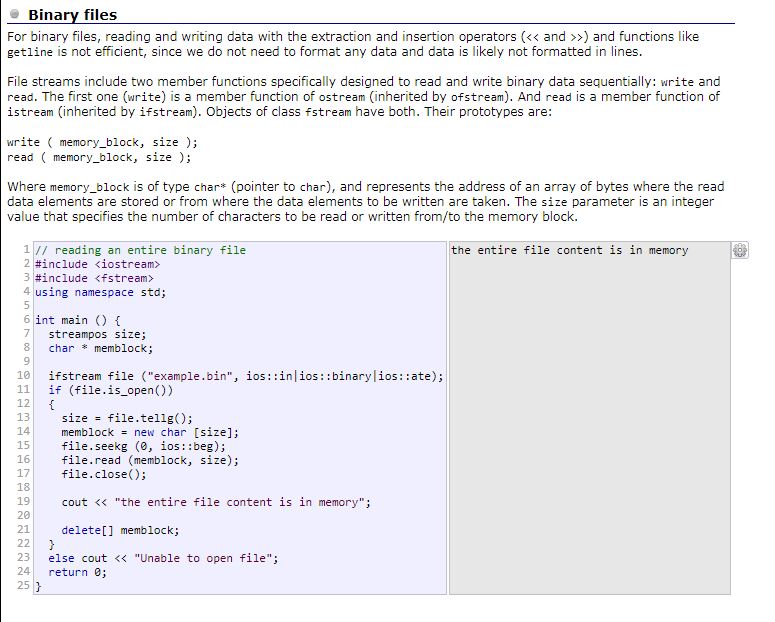 Binary files
For binary files, reading and writing data with the extraction and insertion operators (<< and >>) and functions like
getline is not efficient, since we do not need to format any data and data is likely not formatted in lines.
File streams include two member functions specifically designed to read and write binary data sequentially: write and
read. The first one (write) is a member function of ostream (inherited by ofstream). And read is a member function of
istream (inherited by ifstream). Objects of class fstream have both. Their prototypes are:
write ( memory_block, size );
read ( memory_block, size );
Where memory_block is of type char* (pointer to char), and represents the address of an array of bytes where the read
data elements are stored or from where the data elements to be written are taken. The size parameter is an integer
value that specifies the number of characters to be read or written from/to the memory block.
1 // reading an entire binary file
2 #include <iostream>
3 #include <fstream>
4 using namespace std;
5
6 int main () {
7   streampos size;
8   char * memblock;
9
10   ifstream file ("example.bin", ios::in|ios::binary|ios::ate);
11   if (file.is_open())
12   {
13     size = file.tellg();
14     memblock = new char [size];
15     file.seekg (0, ios::beg);
16     file.read (memblock, size);
17     file.close();
18
19     cout << "the entire file content is in memory";
20
21     delete[] memblock;
22   }
23   else cout << "Unable to open file";
24   return 0;
25 }
the entire file content is in memory